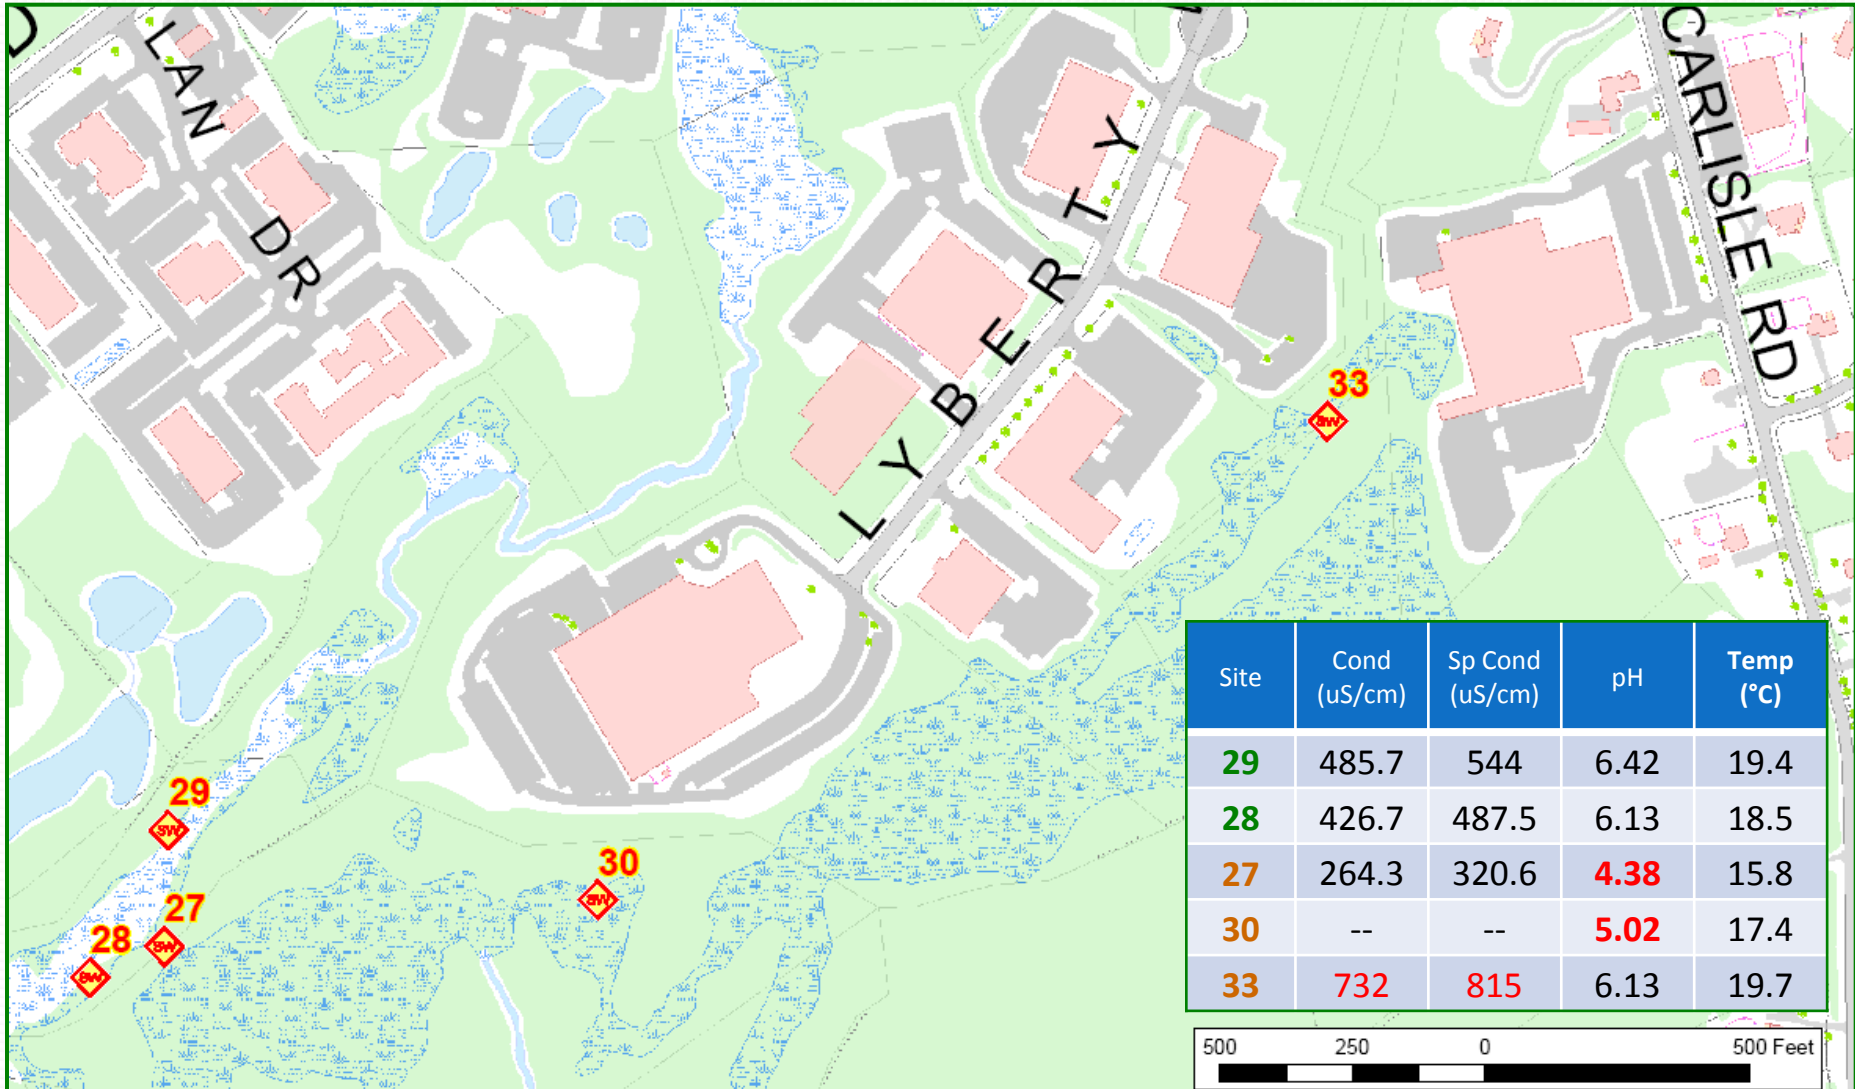 D
LAN DR
LYBERTY
CARLISLE RD
33
29
SW
30
SW
27
SW
28
SW
Site Cond (uS/cm) Sp Cond (uS/cm) pH Temp (°C)
29 485.7 544 6.42 19.4
28 426.7 487.5 6.13 18.5
27 264.3 320.6 4.38 15.8
30 -- -- 5.02 17.4
33 732 815 6.13 19.7
500 250 0 500 Feet